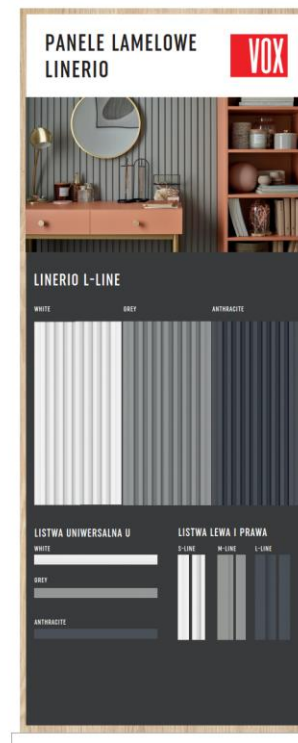 PANELE LAMELOWE
LINERIO
VOX
LINERIO L-LINE
WHITE GREY ANTHRACITE
LISTWA UNIWERSALNA U
WHITE
GREY
ANTHRACITE
LISTWA LEWA I PRAWA
S-LINE M-LINE L-LINE